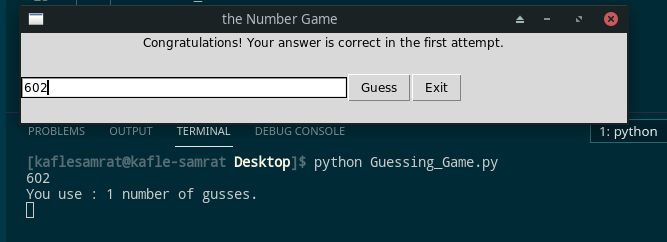 the Number Game
Congratulations! Your answer is correct in the first attempt.
602
Guess
Exit
PROBLEMS OUTPUT TERMINAL DEBUG CONSOLE
1: python
[kaflesamrat@kafle-samrat Desktop]$ python Guessing_Game.py
602
You use : 1 number of gusses.